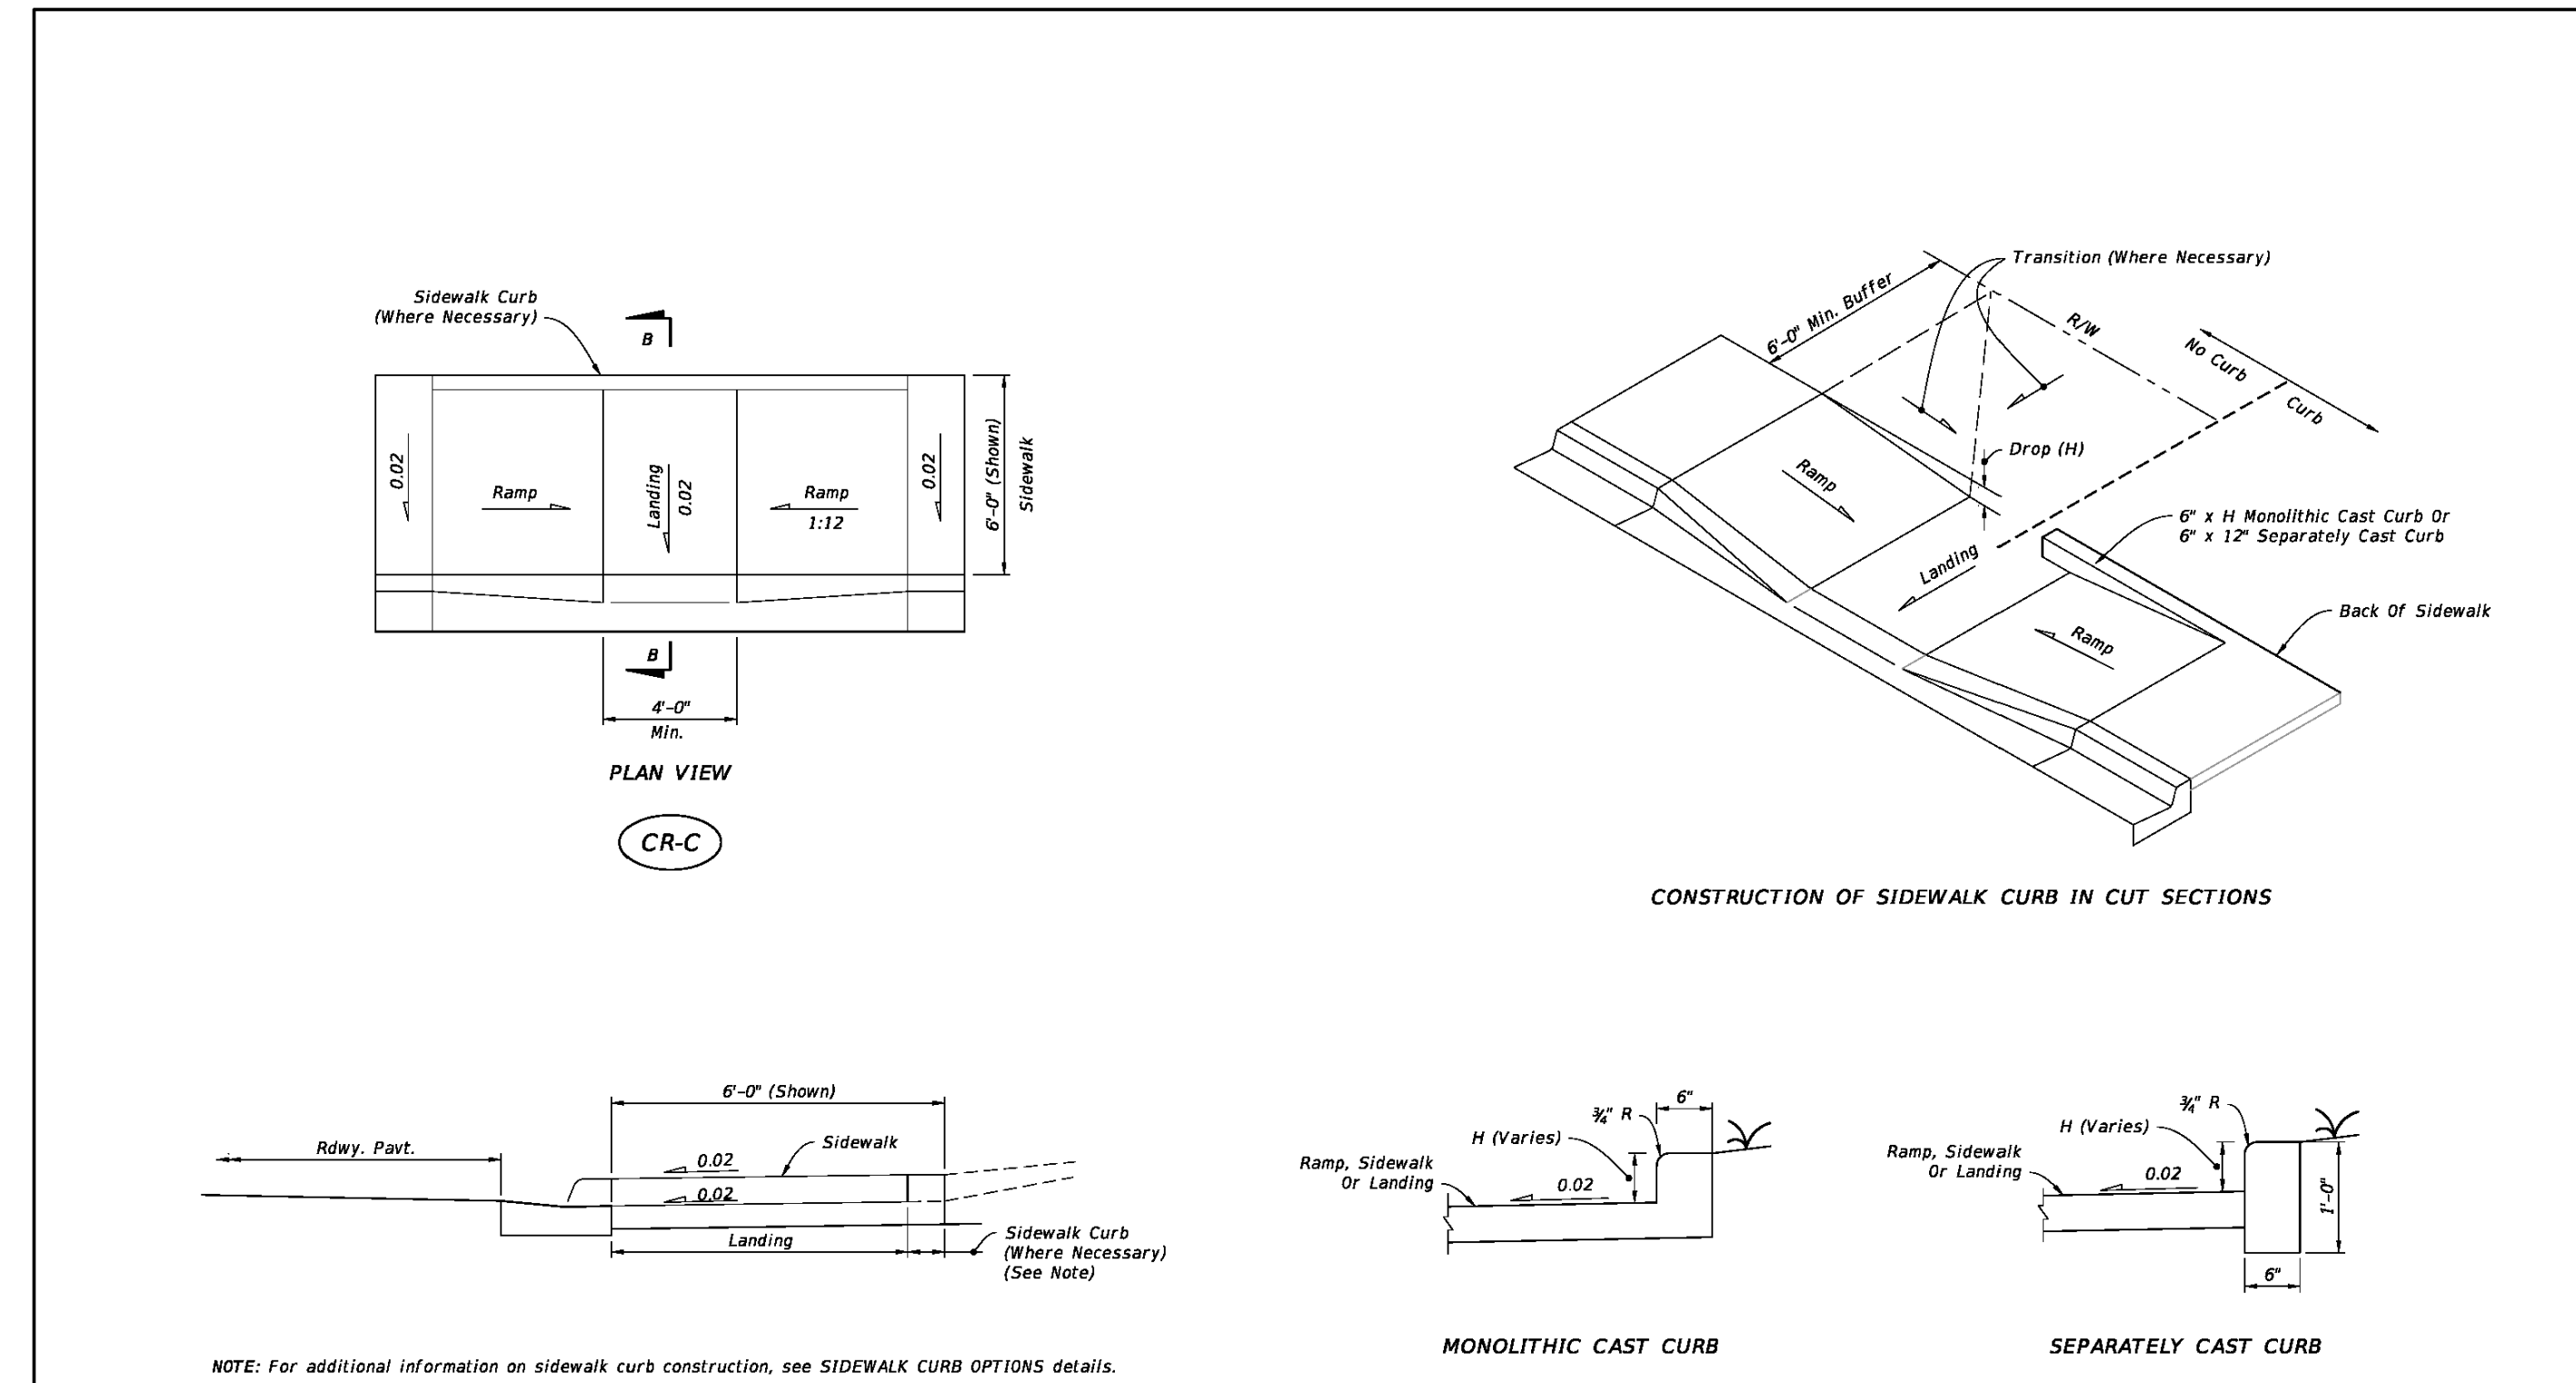 Sidewalk Curb
(Where Necessary)
B
0.02
Ramp
Landing
0.02
Ramp
1:12
0.02
6'-0" (Shown)
Sidewalk
B
4'-0"
Min.
PLAN VIEW
CR-C
Transition (Where Necessary)
6'-0" Min. Buffer
R/W
No Curb
Curb
Drop (H)
Ramp
Landing
6" x H Monolithic Cast Curb Or
6" x 12" Separately Cast Curb
Back Of Sidewalk
Ramp
CONSTRUCTION OF SIDEWALK CURB IN CUT SECTIONS
6'-0" (Shown)
Rdwy. Pavt.
Sidewalk
0.02
0.02
Landing
Sidewalk Curb
(Where Necessary)
(See Note)
NOTE: For additional information on sidewalk curb construction, see SIDEWALK CURB OPTIONS details.
6"
¾" R
H (Varies)
Ramp, Sidewalk
Or Landing
0.02
MONOLITHIC CAST CURB
¾" R
H (Varies)
Ramp, Sidewalk
Or Landing
0.02
1'-0"
6"
SEPARATELY CAST CURB